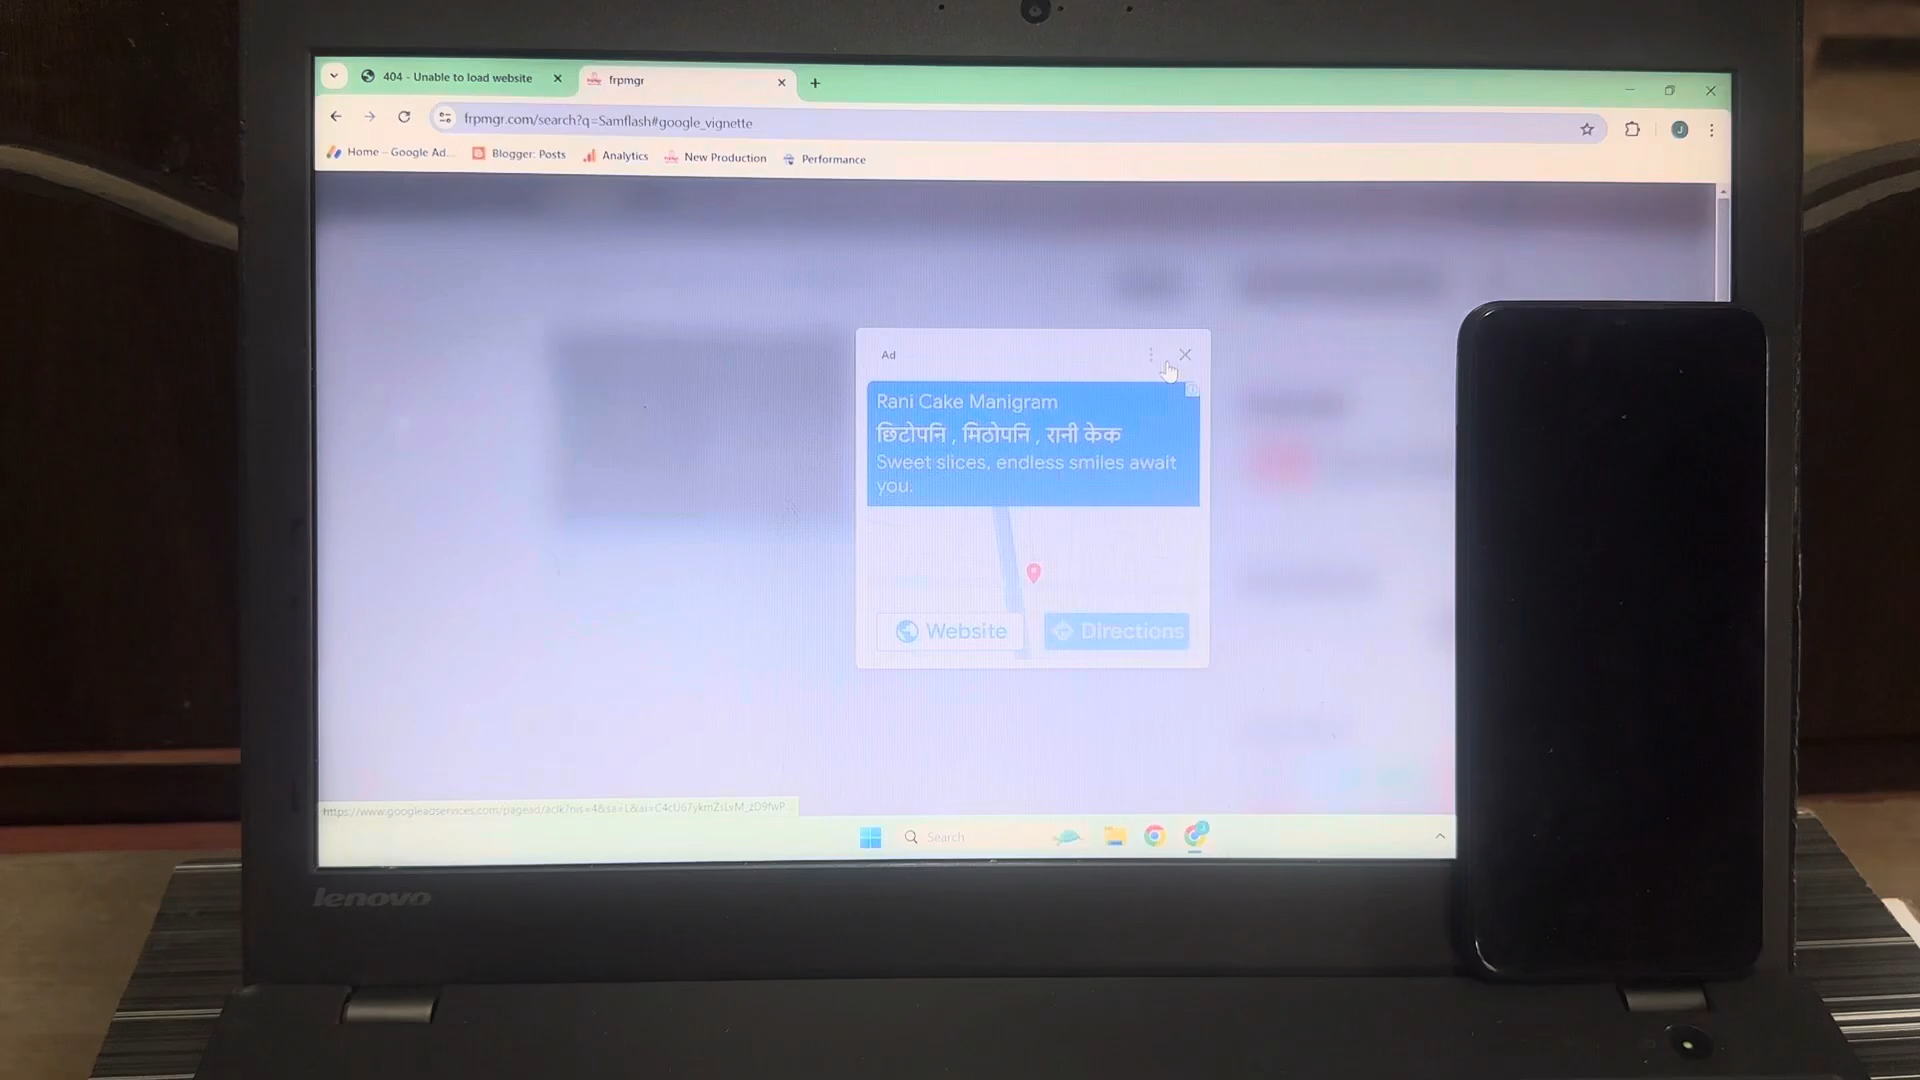 404 - Unable to load website
frpmgr
frpmgr.com/search?q=Samflash#google_vignette
Home – Google Ad...
Blogger: Posts
Analytics
New Production
Performance
Ad
Rani Cake Manigram
छिटोपनि , मिठोपनि , रानी केक
Sweet slices, endless smiles await
you.
Website
Directions
Search
lenovo